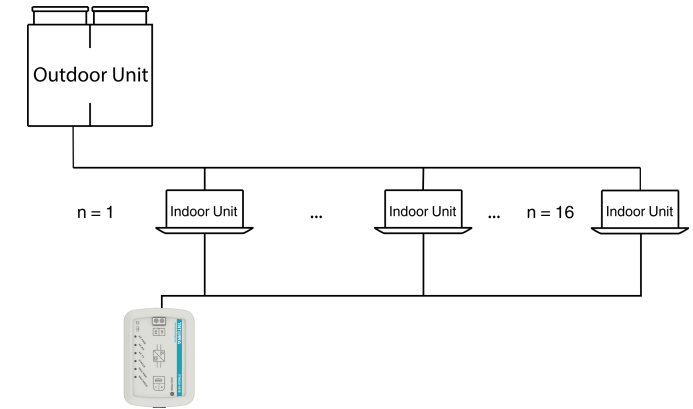 Outdoor Unit
n = 1
Indoor Unit
...
Indoor Unit
...
n = 16
Indoor Unit